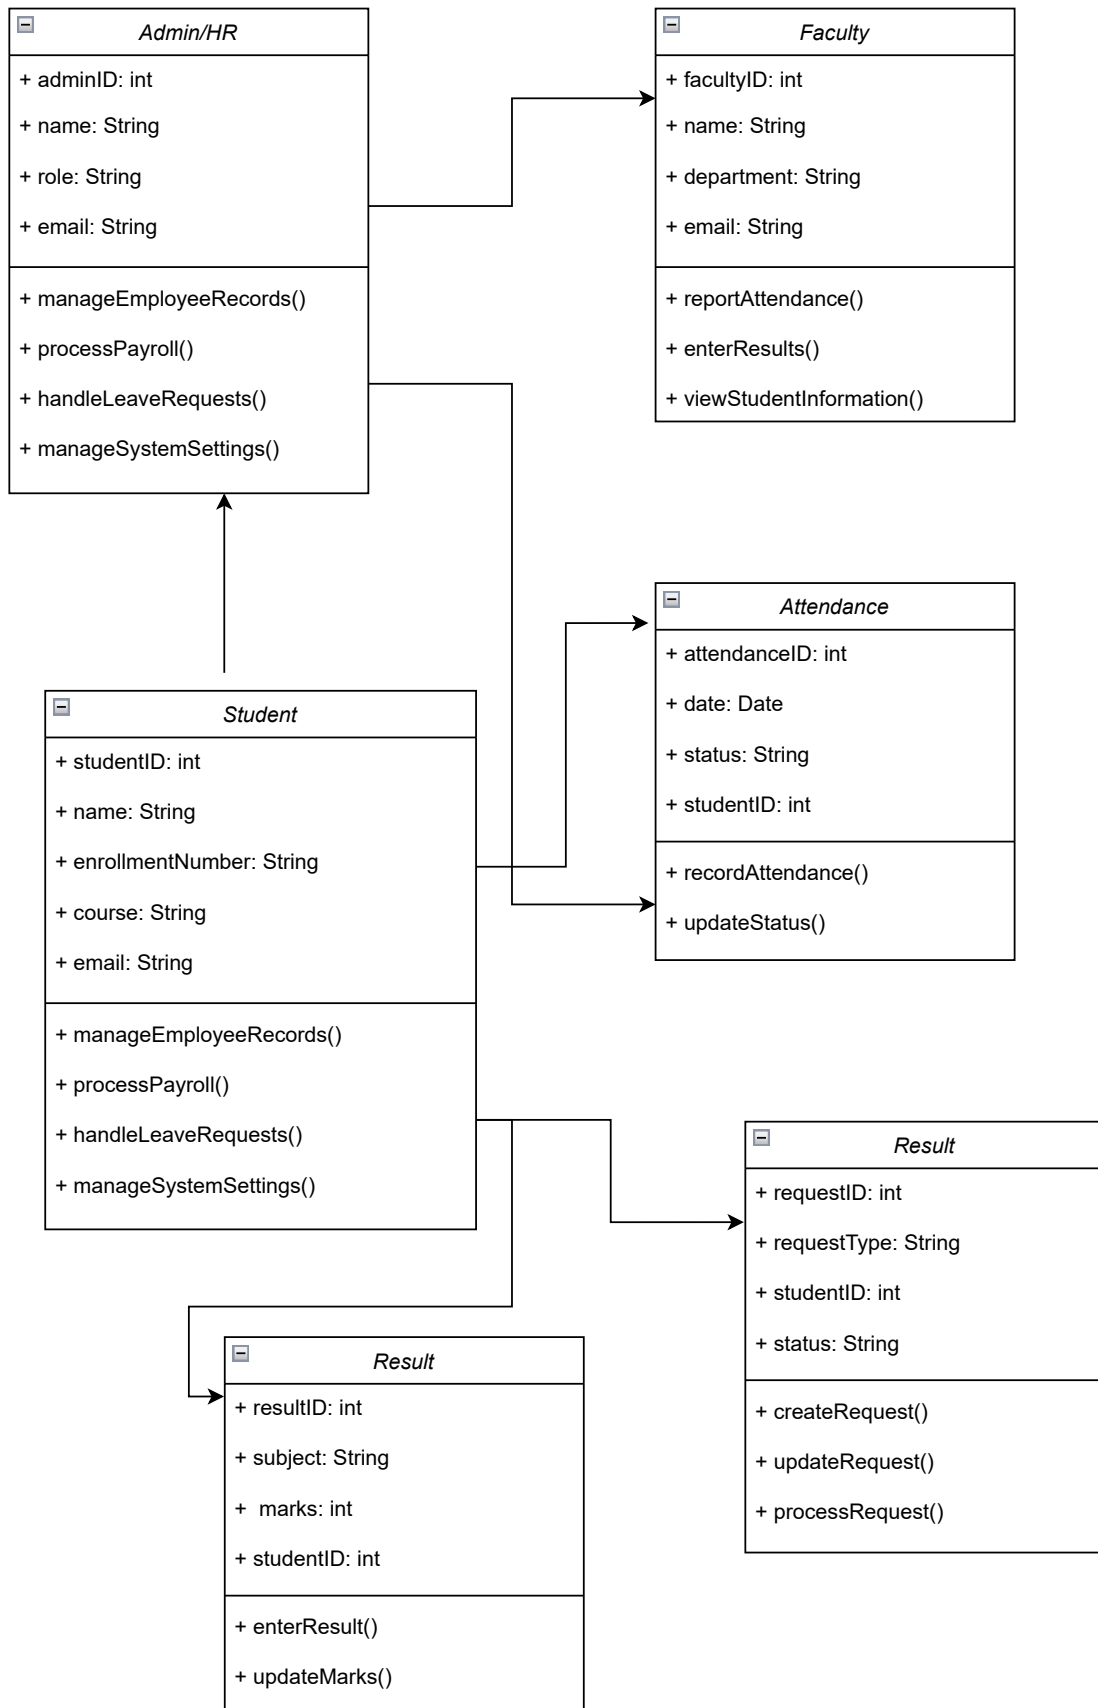 Admin/HR
+ adminID: int
+ name: String
+ role: String
+ email: String
+ manageEmployeeRecords()
+ processPayroll()
+ handleLeaveRequests()
+ manageSystemSettings()
Faculty
+ facultyID: int
+ name: String
+ department: String
+ email: String
+ reportAttendance()
+ enterResults()
+ viewStudentInformation()
Attendance
+ attendanceID: int
+ date: Date
+ status: String
+ studentID: int
+ recordAttendance()
+ updateStatus()
Student
+ studentID: int
+ name: String
+ enrollmentNumber: String
+ course: String
+ email: String
+ manageEmployeeRecords()
+ processPayroll()
+ handleLeaveRequests()
+ manageSystemSettings()
Result
+ requestID: int
+ requestType: String
+ studentID: int
+ status: String
+ createRequest()
+ updateRequest()
+ processRequest()
Result
+ resultID: int
+ subject: String
+ marks: int
+ studentID: int
+ enterResult()
+ updateMarks()